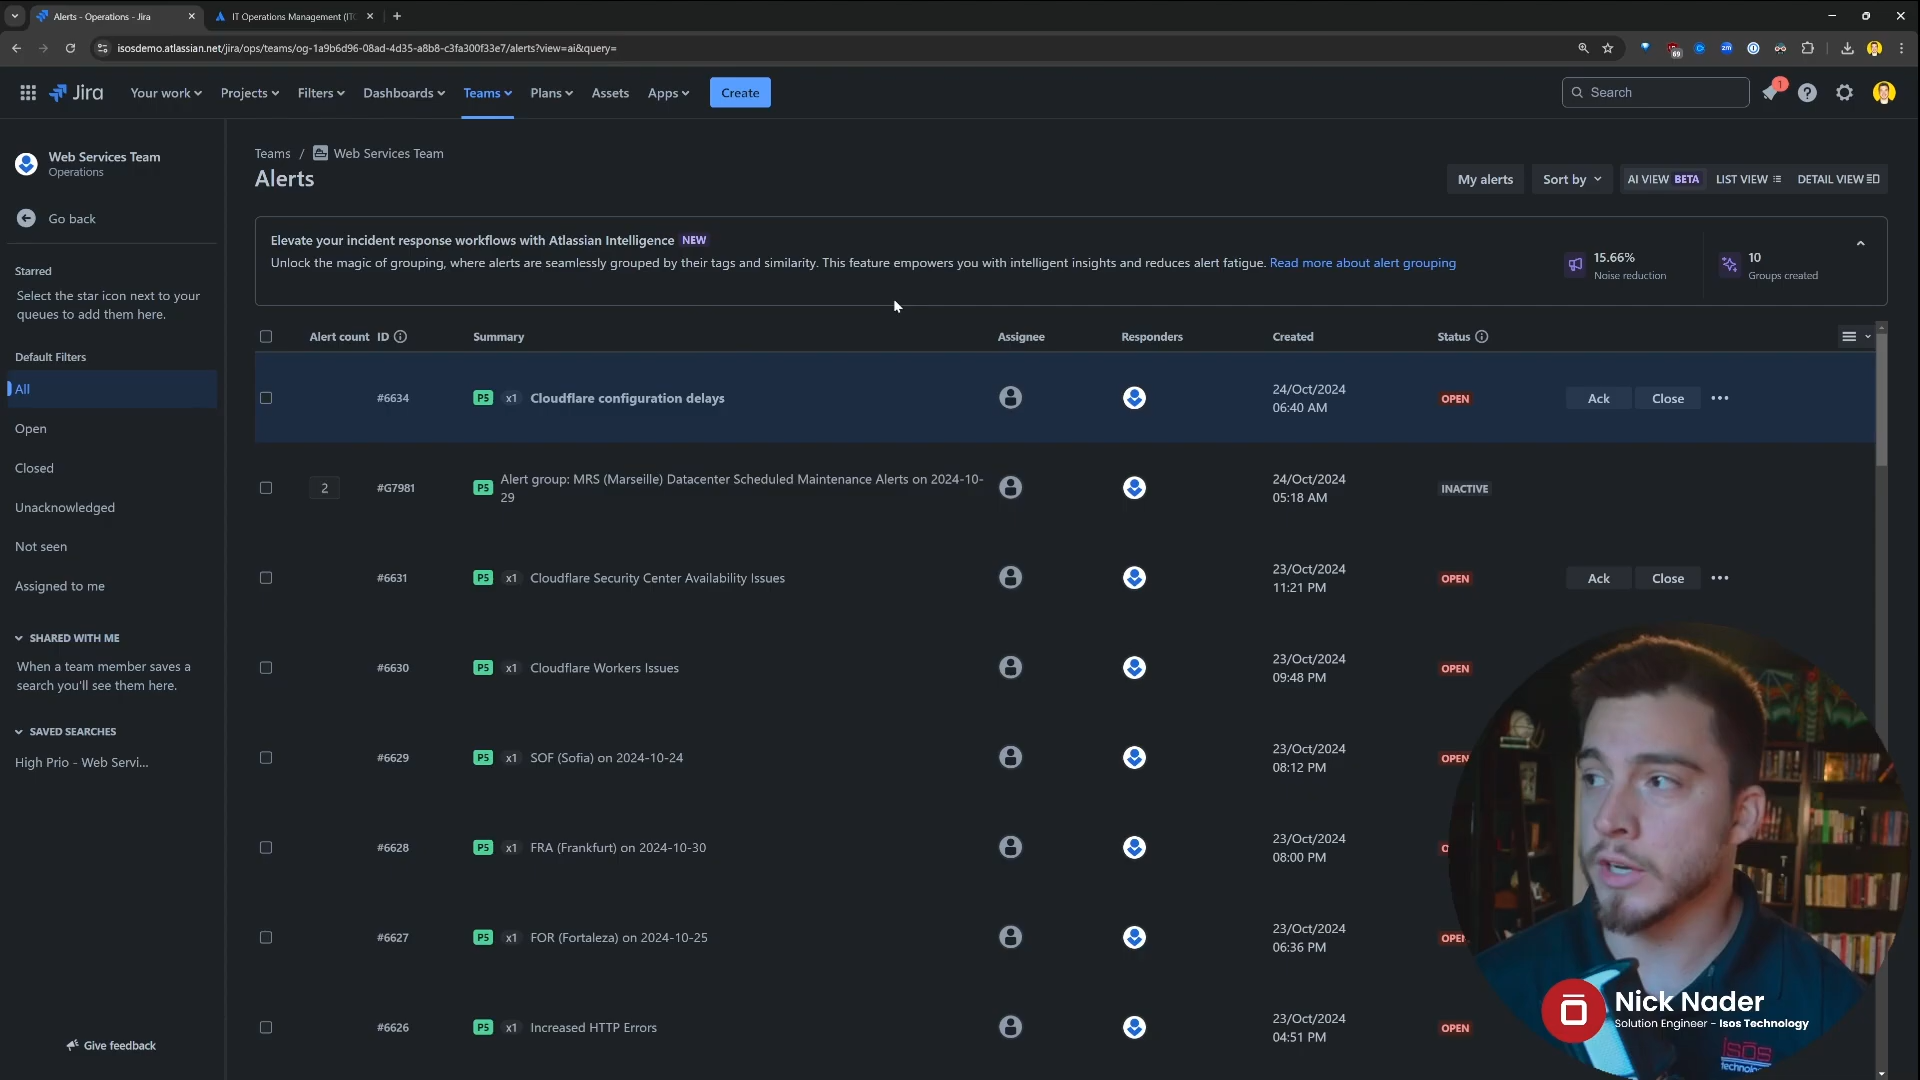 Alerts - Operations - Jira
IT Operations Management (IT
isosdemo.atlassian.net/jira/ops/teams/og-1a9b6d96-08ad-4d35-a8b8-c3fa300f33e7/alerts?view=ai&query=
69
zm
Jira
Your work
Projects
Filters
Dashboards
Teams
Plans
Assets
Apps
Create
Search
1
Web Services Team
Operations
Go back
Starred
Select the star icon next to your
queues to add them here.
Default Filters
All
Open
Closed
Unacknowledged
Not seen
Assigned to me
SHARED WITH ME
When a team member saves a
search you'll see them here.
SAVED SEARCHES
High Prio - Web Servi...
Give feedback
Teams / Web Services Team
Alerts
My alerts
Sort by
AI VIEW BETA
LIST VIEW
DETAIL VIEW
Elevate your incident response workflows with Atlassian Intelligence NEW
Unlock the magic of grouping, where alerts are seamlessly grouped by their tags and similarity. This feature empowers you with intelligent insights and reduces alert fatigue. Read more about alert grouping
15.66%
Noise reduction
10
Groups created
Alert count ID Summary Assignee Responders Created Status
#6634 P5 x1 Cloudflare configuration delays 24/Oct/2024
06:40 AM
OPEN Ack Close
2 #G7981 P5 Alert group: MRS (Marseille) Datacenter Scheduled Maintenance Alerts on 2024-10-
29
24/Oct/2024
05:18 AM
INACTIVE
#6631 P5 x1 Cloudflare Security Center Availability Issues 23/Oct/2024
11:21 PM
OPEN Ack Close
#6630 P5 x1 Cloudflare Workers Issues 23/Oct/2024
09:48 PM
OPEN
#6629 P5 x1 SOF (Sofia) on 2024-10-24 23/Oct/2024
08:12 PM
OPEN
#6628 P5 x1 FRA (Frankfurt) on 2024-10-30 23/Oct/2024
08:00 PM
#6627 P5 x1 FOR (Fortaleza) on 2024-10-25 23/Oct/2024
06:36 PM
OPEN
#6626 P5 x1 Increased HTTP Errors 23/Oct/2024
04:51 PM
OPEN
Nick Nader
Solution Engineer - Isos Technology
isos